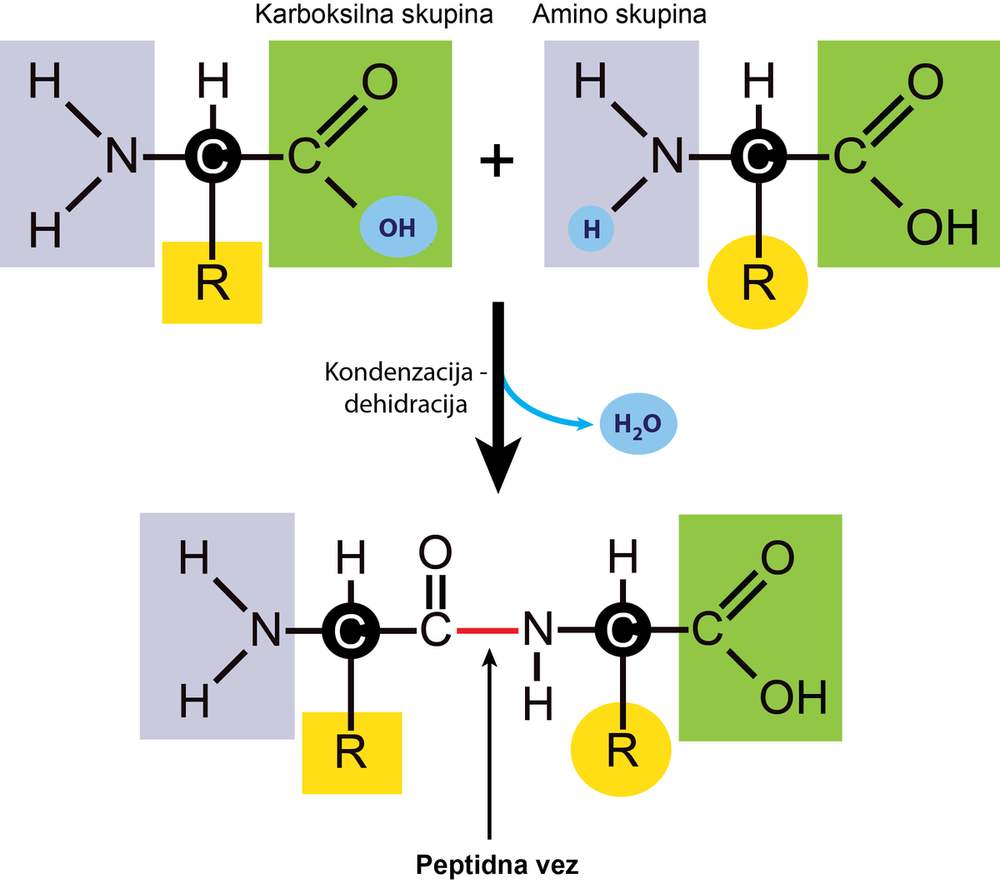 Karboksilna skupina Amino skupina
H H O H H O
N C C + N C C
H OH H OH
R R
Kondenzacija -
dehidracija
H₂O
H H O H O
N C C N C C
H H OH
R R
Peptidna vez